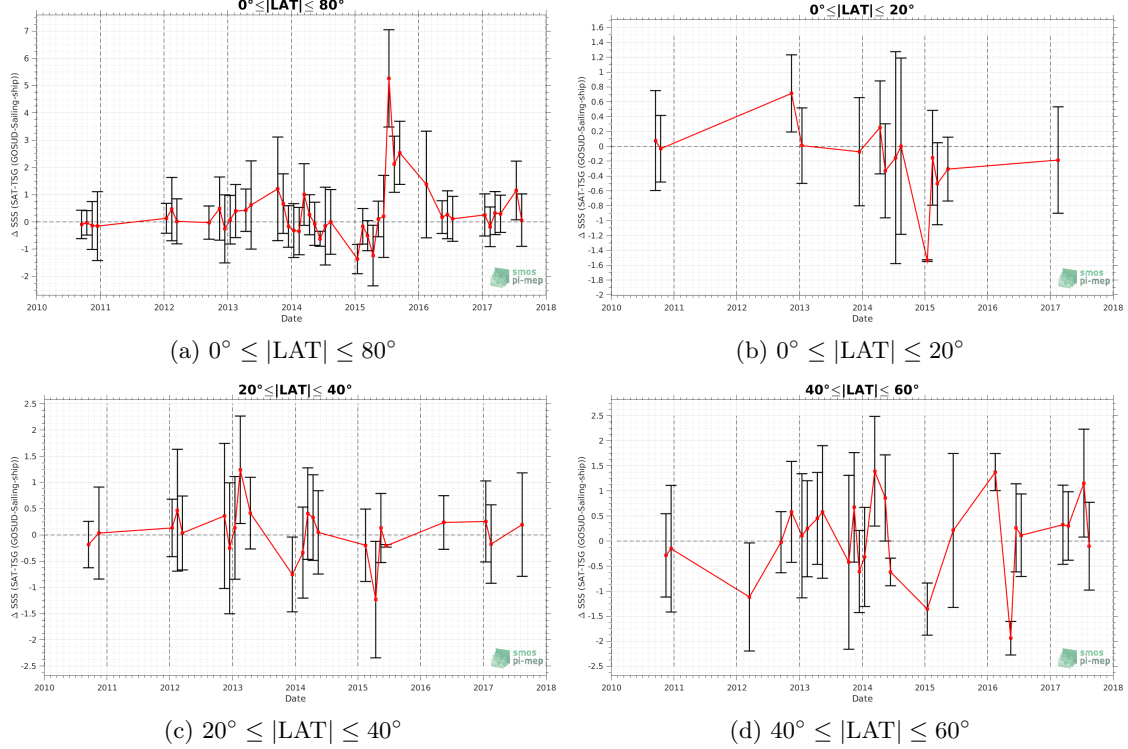 0°≤|LAT|≤ 80°
7
6
5
4
3
2
1
0
-1
-2
Δ SSS (SAT-TSG (GOSUD-Sailing-ship))
2010 2011 2012 2013 2014 2015 2016 2017 2018
Date
smos
pi-mep
(a) 0° ≤ |LAT| ≤ 80°
0°≤|LAT|≤ 20°
1.6
1.4
1.2
1
0.8
0.6
0.4
0.2
0
-0.2
-0.4
-0.6
-0.8
-1
-1.2
-1.4
-1.6
-1.8
-2
Δ SSS (SAT-TSG (GOSUD-Sailing-ship))
2010 2011 2012 2013 2014 2015 2016 2017 2018
Date
smos
pi-mep
(b) 0° ≤ |LAT| ≤ 20°
20°≤|LAT|≤ 40°
2.5
2
1.5
1
0.5
0
-0.5
-1
-1.5
-2
-2.5
Δ SSS (SAT-TSG (GOSUD-Sailing-ship))
2010 2011 2012 2013 2014 2015 2016 2017 2018
Date
smos
pi-mep
(c) 20° ≤ |LAT| ≤ 40°
40°≤|LAT|≤ 60°
2.5
2
1.5
1
0.5
0
-0.5
-1
-1.5
-2
-2.5
Δ SSS (SAT-TSG (GOSUD-Sailing-ship))
2010 2011 2012 2013 2014 2015 2016 2017 2018
Date
smos
pi-mep
(d) 40° ≤ |LAT| ≤ 60°